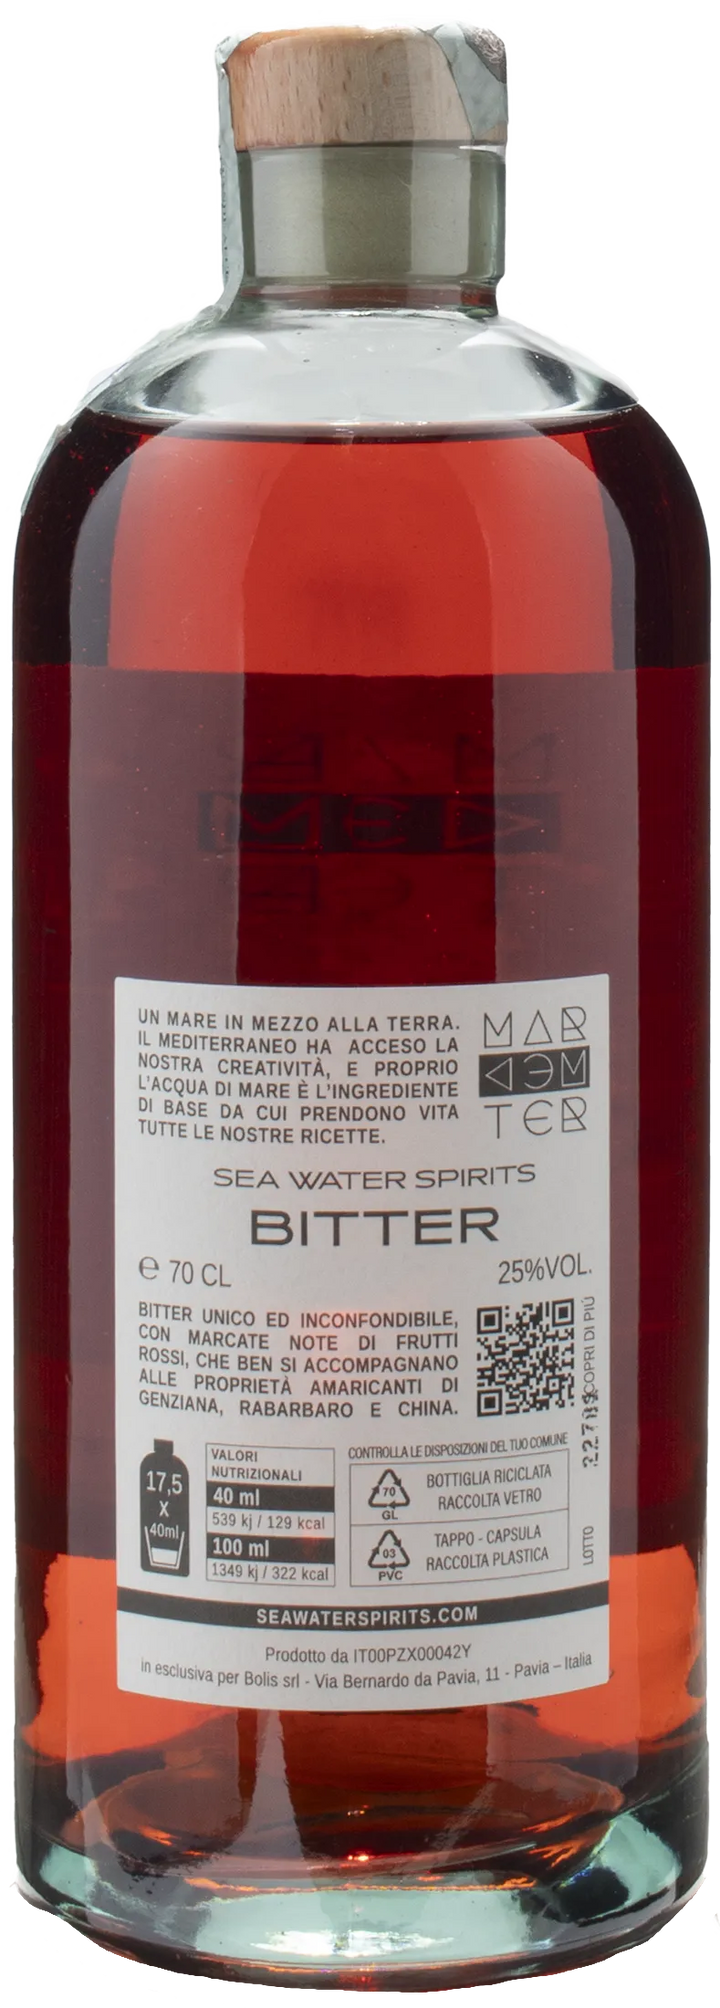 UN MARE IN MEZZO ALLA TERRA.
IL MEDITERRANEO HA ACCESO LA
NOSTRA CREATIVITÀ, E PROPRIO
L'ACQUA DI MARE È L'INGREDIENTE
DI BASE DA CUI PRENDONO VITA
TUTTE LE NOSTRE RICETTE.
MAR
MED
TER
SEA WATER SPIRITS
BITTER
℮ 70 CL
25%VOL.
BITTER UNICO ED INCONFONDIBILE,
CON MARCATE NOTE DI FRUTTI
ROSSI, CHE BEN SI ACCOMPAGNANO
ALLE PROPRIETÀ AMARICANTI DI
GENZIANA, RABARBARO E CHINA.
SCOPRI DI PIÙ
LOTTO
17,5
X
40ml
VALORI
NUTRIZIONALI
40 ml
539 kj / 129 kcal
100 ml
1349 kj / 322 kcal
CONTROLLA LE DISPOSIZIONI DEL TUO COMUNE
70
GL
BOTTIGLIA RICICLATA
RACCOLTA VETRO
03
PVC
TAPPO - CAPSULA
RACCOLTA PLASTICA
SEAWATERSPIRITS.COM
Prodotto da IT00PZX00042Y
in esclusiva per Bolis srl - Via Bernardo da Pavia, 11 - Pavia – Italia